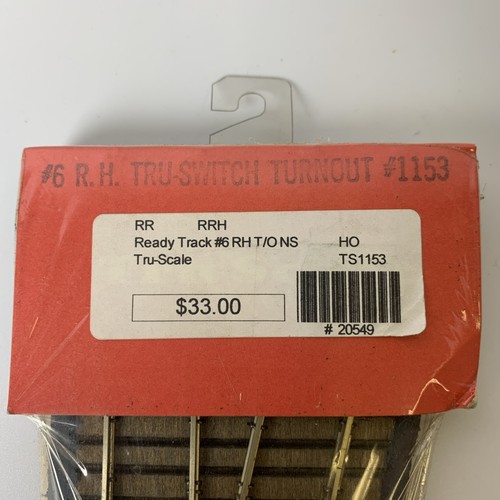 #6 R.H. TRU-SWITCH TURNOUT #1153
RR RRH
Ready Track #6 RH T/O NS HO
Tru-Scale TS1153
$33.00
# 20549